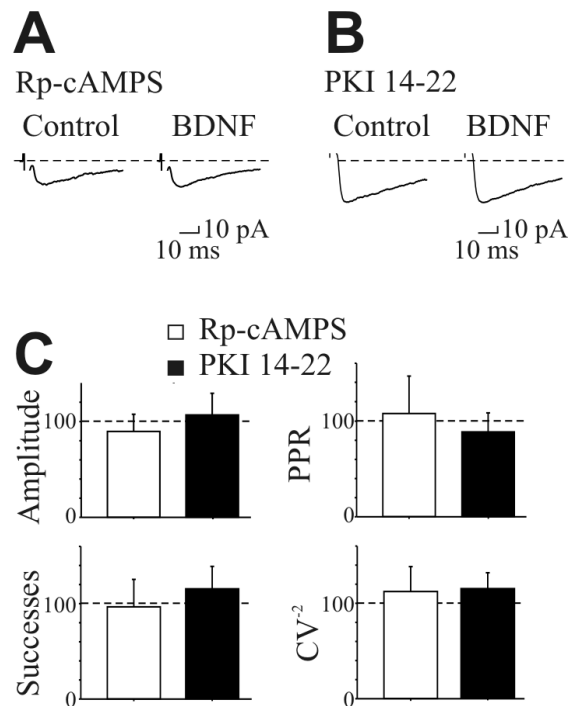 A
B
Rp-cAMPS
PKI 14-22
Control
BDNF
Control
BDNF
10 pA
10 ms
10 pA
10 ms
C
Rp-cAMPS
PKI 14-22
Amplitude
100
0
PPR
100
0
Successes
100
0
CV-2
100
0